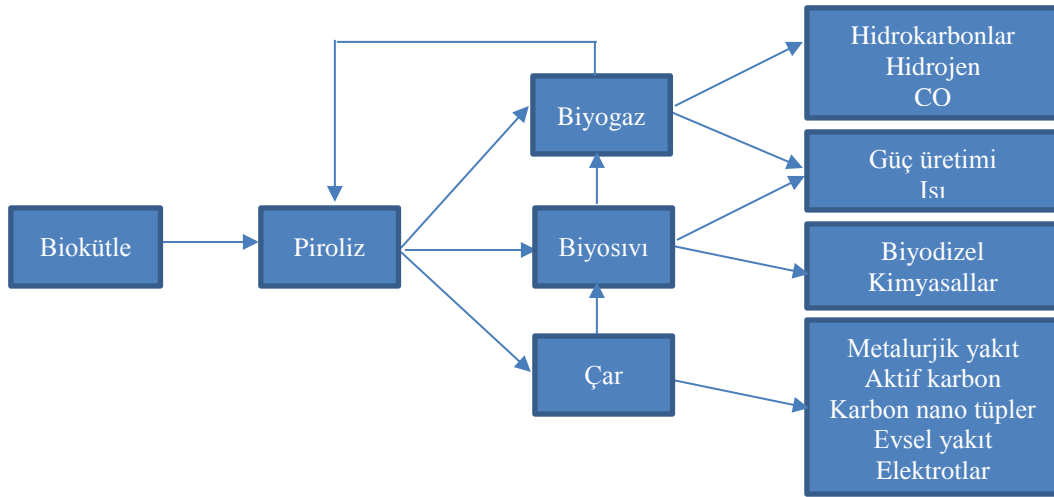 Biokütle
Piroliz
Biyogaz
Biyosıvı
Çar
Hidrokarbonlar
Hidrojen
CO
Güç üretimi
Isı
Biyodizel
Kimyasallar
Metalurjik yakıt
Aktif karbon
Karbon nano tüpler
Evsel yakıt
Elektrotlar